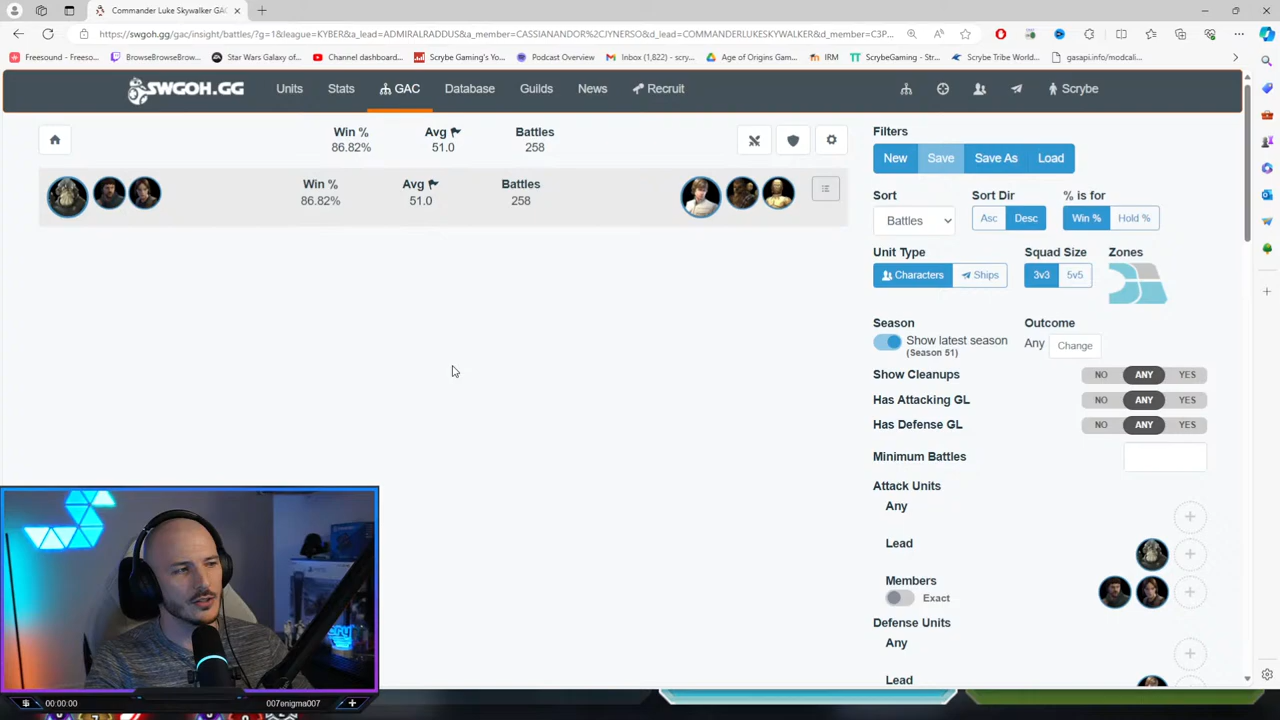 Commander Luke Skywalker GA
https://swgoh.gg/gac/insight/battles/?g=1&league=KYBER&a_lead=ADMIRALRADDUS&a_member=CASSIANANDOR%2CJYNERSO&d_lead=COMMANDERLUKESKYWALKER&d_member=C3P...
Freesound - Freeso...
BrowseBrowseBrow...
Star Wars Galaxy of...
Channel dashboard...
Scrybe Gaming's Yo...
Podcast Overview
Inbox (1,822) - scry...
Age of Origins Gam...
IRM
ScrybeGaming - Tw...
Scrybe Tribe World...
gasapi.info/modcali...
SWGOH.GG
Units
Stats
GAC
Database
Guilds
News
Recruit
Scrybe
Win %
86.82%
Avg
51.0
Battles
258
Win %
86.82%
Avg
51.0
Battles
258
Filters
New
Save
Save As
Load
Sort
Sort Dir
% is for
Battles
Asc
Desc
Win %
Hold %
Unit Type
Squad Size
Zones
Characters
Ships
3v3
5v5
Season
Outcome
Show latest season
(Season 51)
Any
Change
Show Cleanups
NO
ANY
YES
Has Attacking GL
NO
ANY
YES
Has Defense GL
NO
ANY
YES
Minimum Battles
Attack Units
Any
Lead
Members
Exact
Defense Units
Any
Lead
00:00:00
007enigma007